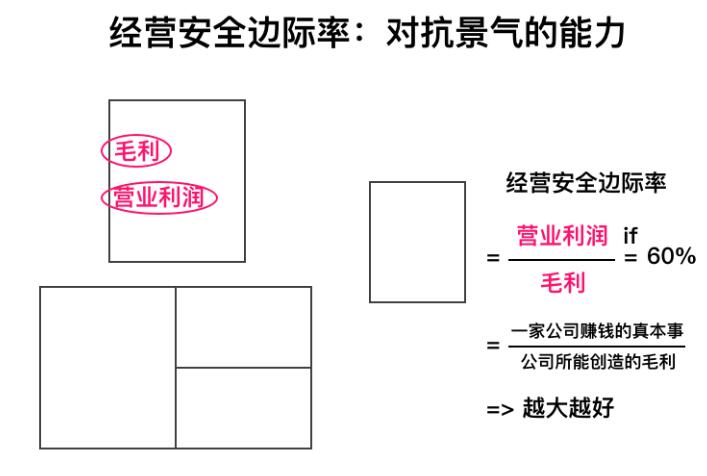 经营安全边际率：对抗景气的能力
毛利
营业利润
经营安全边际率
= 营业利润 if = 60%
毛利
= 一家公司赚钱的真本事
公司所能创造的毛利
=> 越大越好